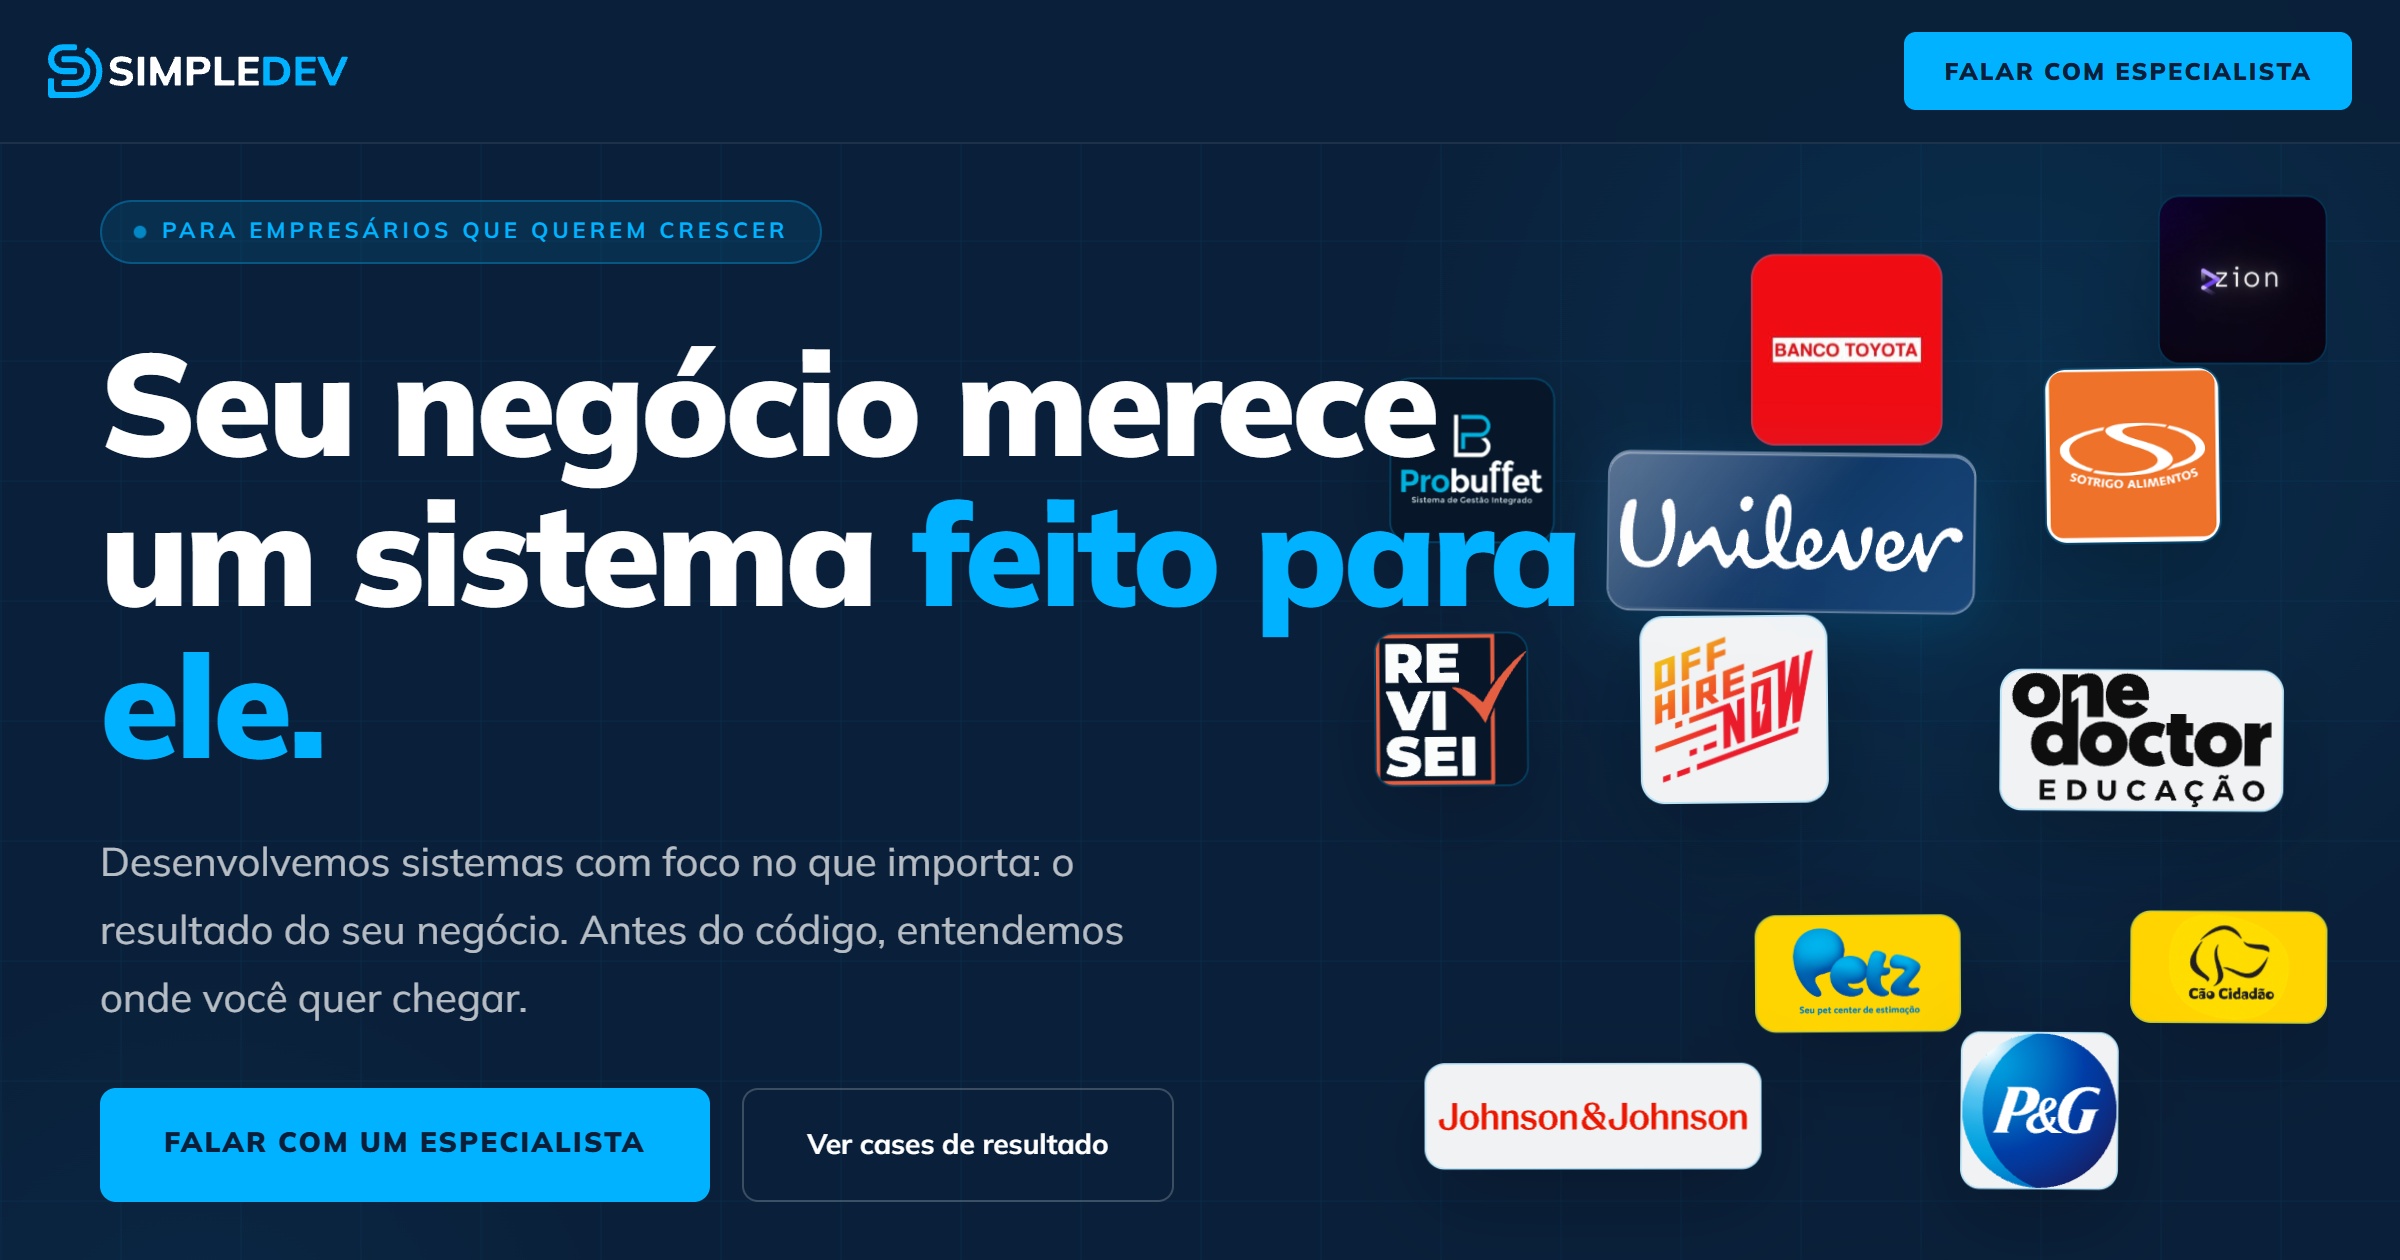 SIMPLEDEV
FALAR COM ESPECIALISTA
PARA EMPRESÁRIOS QUE QUEREM CRESCER
Seu negócio merece
um sistema feito para
ele.
Desenvolvemos sistemas com foco no que importa: o
resultado do seu negócio. Antes do código, entendemos
onde você quer chegar.
FALAR COM UM ESPECIALISTA
Ver cases de resultado
zion
BANCO TOYOTA
SOTRIGO ALIMENTOS
Probuffet
Sistema de Gestão Integrado
Unilever
RE
VI
SEI
OFF
HIRE
NOW
one
doctor
EDUCAÇÃO
Petz
Seu pet center de estimação
Cão Cidadão
Johnson&Johnson
P&G